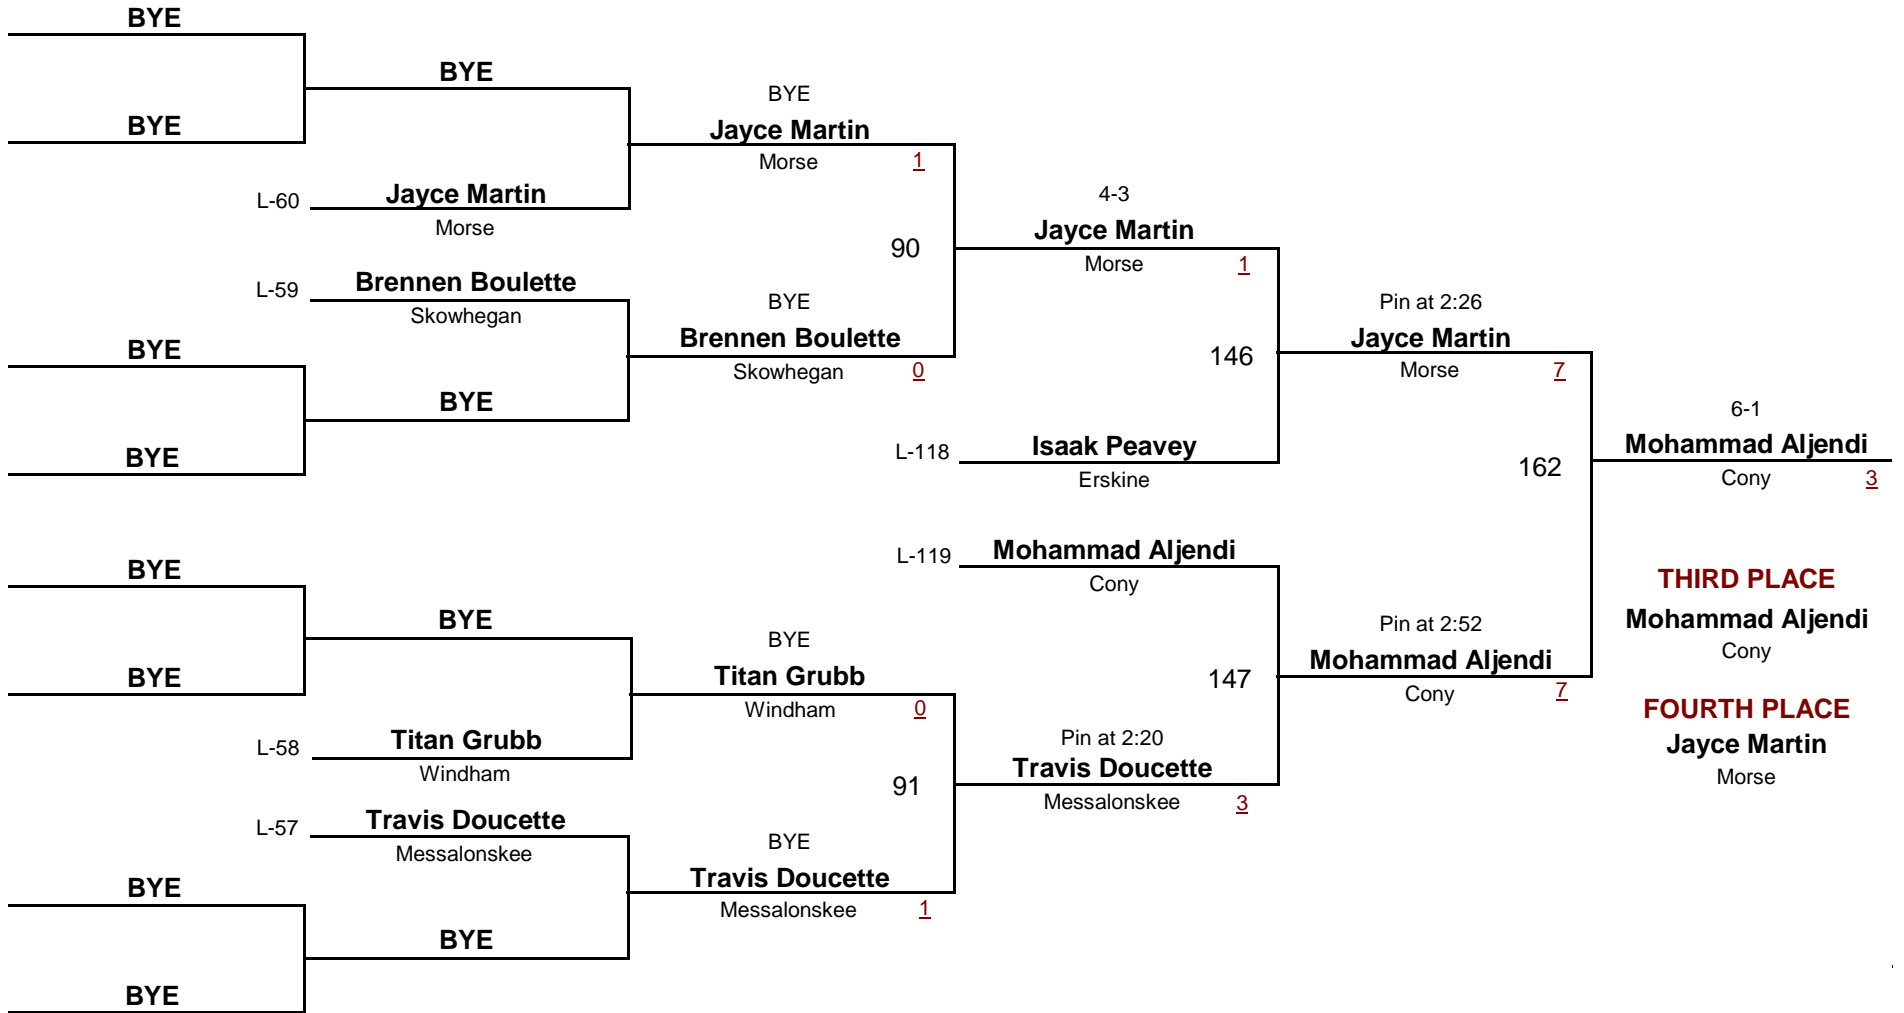 BYE
BYE
BYE
BYE
Jayce Martin
Morse
1
L-60
Jayce Martin
Morse
4-3
Jayce Martin
Morse
1
90
L-59
Brennen Boulette
Skowhegan
BYE
Brennen Boulette
Skowhegan
0
BYE
BYE
BYE
146
Pin at 2:26
Jayce Martin
Morse
7
L-118
Isaak Peavey
Erskine
162
6-1
Mohammad Aljendi
Cony
3
L-119
Mohammad Aljendi
Cony
BYE
BYE
BYE
BYE
Titan Grubb
Windham
0
L-58
Titan Grubb
Windham
147
Pin at 2:52
Mohammad Aljendi
Cony
7
THIRD PLACE
Mohammad Aljendi
Cony
FOURTH PLACE
Jayce Martin
Morse
91
Pin at 2:20
Travis Doucette
Messalonskee
3
L-57
Travis Doucette
Messalonskee
BYE
Travis Doucette
Messalonskee
1
BYE
BYE
BYE